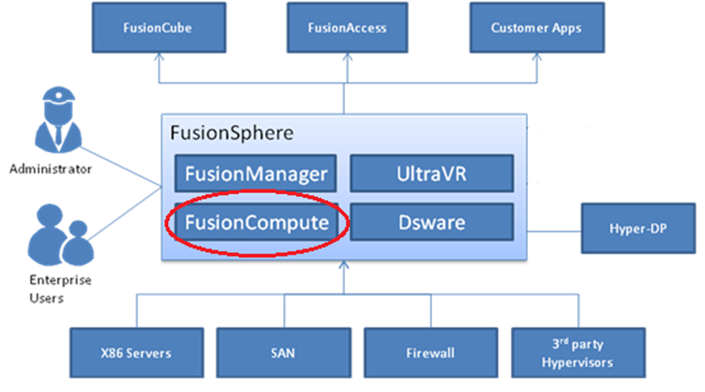 FusionCube
FusionAccess
Customer Apps
FusionSphere
FusionManager
UltraVR
Administrator
FusionCompute
Dsware
Hyper-DP
Enterprise
Users
X86 Servers
SAN
Firewall
3rd party
Hypervisors